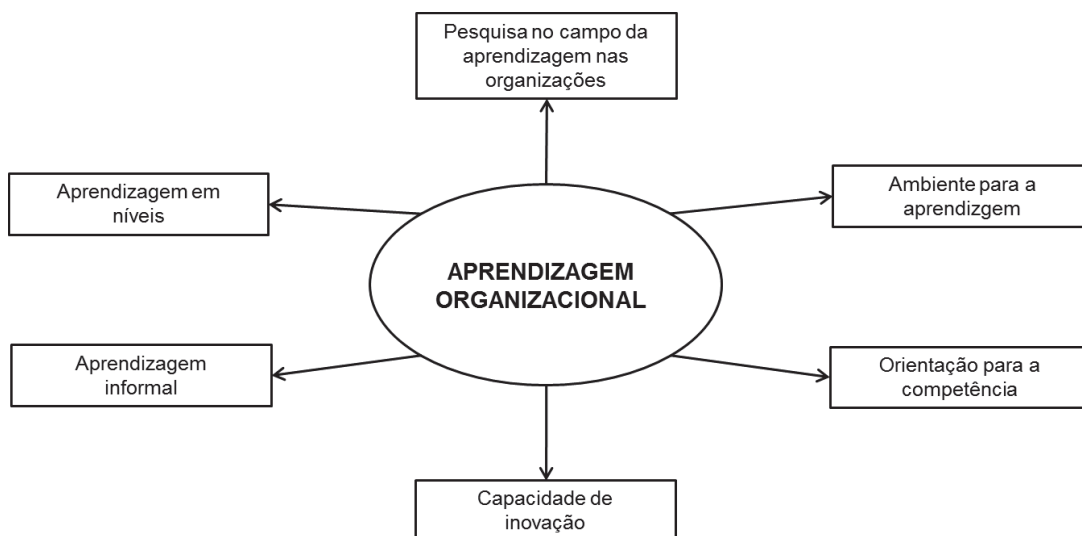 Pesquisa no campo da
aprendizagem nas
organizações
Aprendizagem em
níveis
Ambiente para a
aprendizgem
APRENDIZAGEM
ORGANIZACIONAL
Aprendizagem
informal
Orientação para a
competência
Capacidade de
inovação